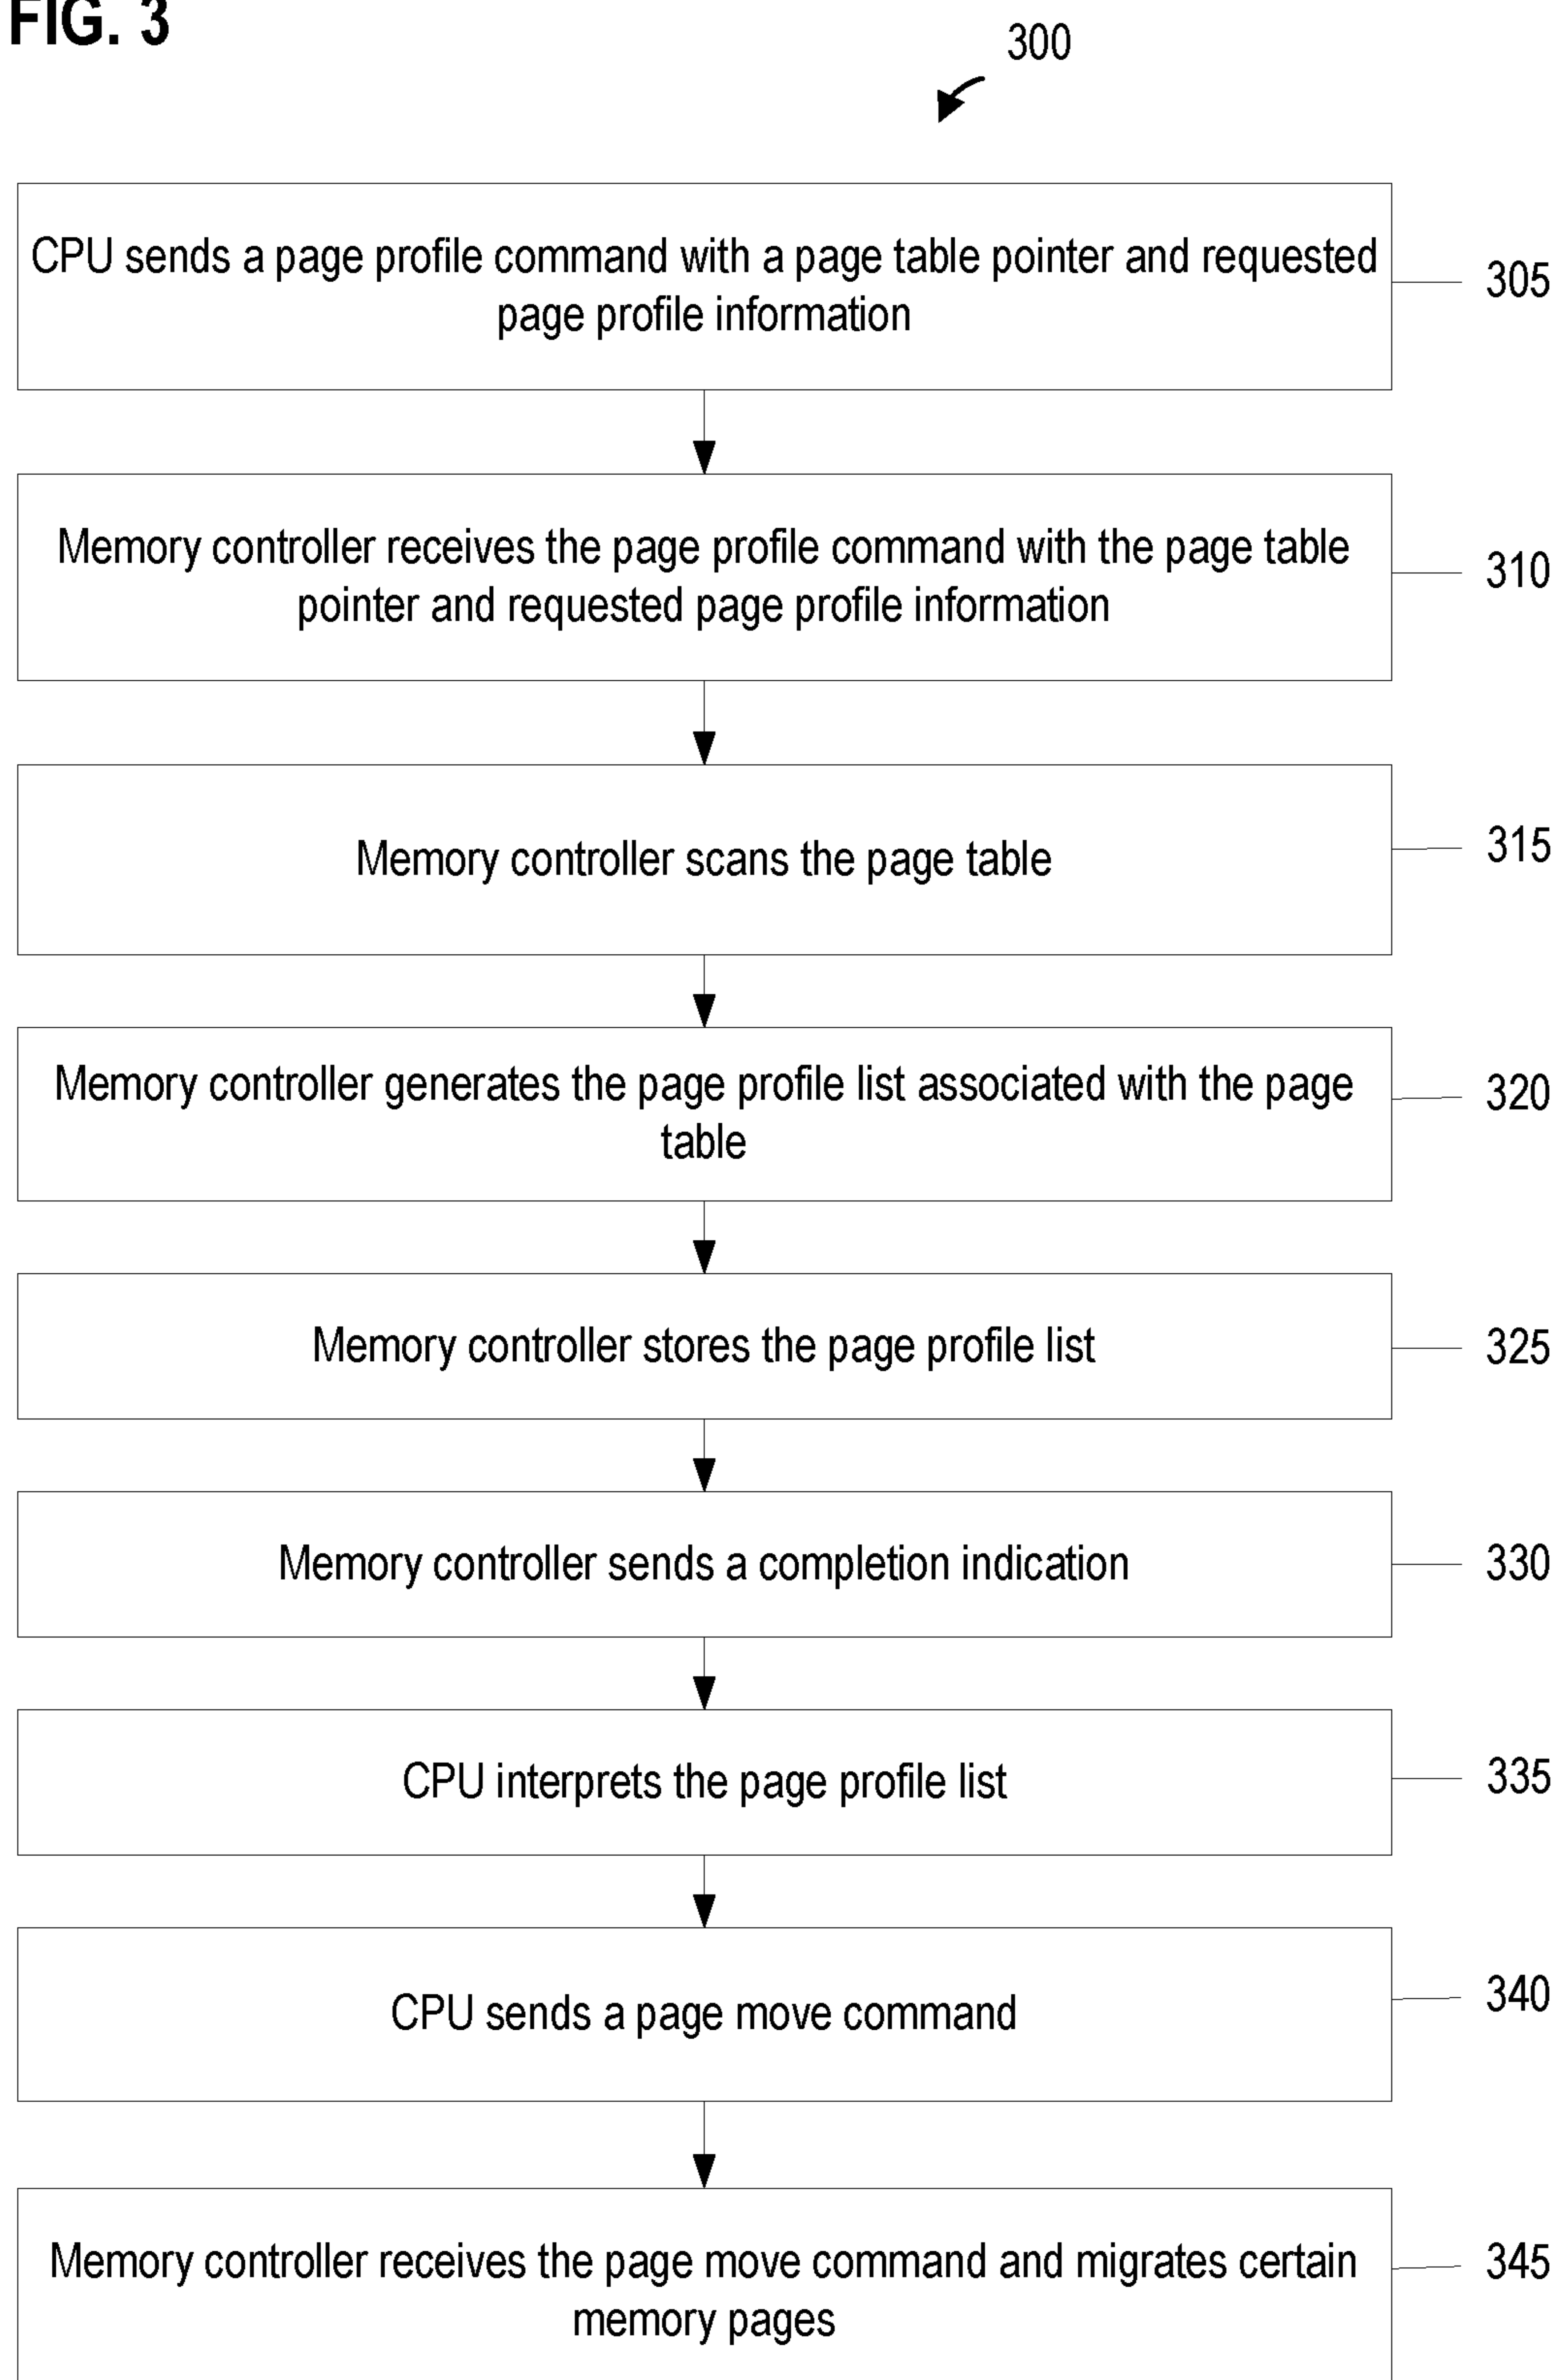 FIG. 3
300
CPU sends a page profile command with a page table pointer and requested
page profile information
305
Memory controller receives the page profile command with the page table
pointer and requested page profile information
310
Memory controller scans the page table
315
Memory controller generates the page profile list associated with the page
table
320
Memory controller stores the page profile list
325
Memory controller sends a completion indication
330
CPU interprets the page profile list
335
CPU sends a page move command
340
Memory controller receives the page move command and migrates certain
memory pages
345